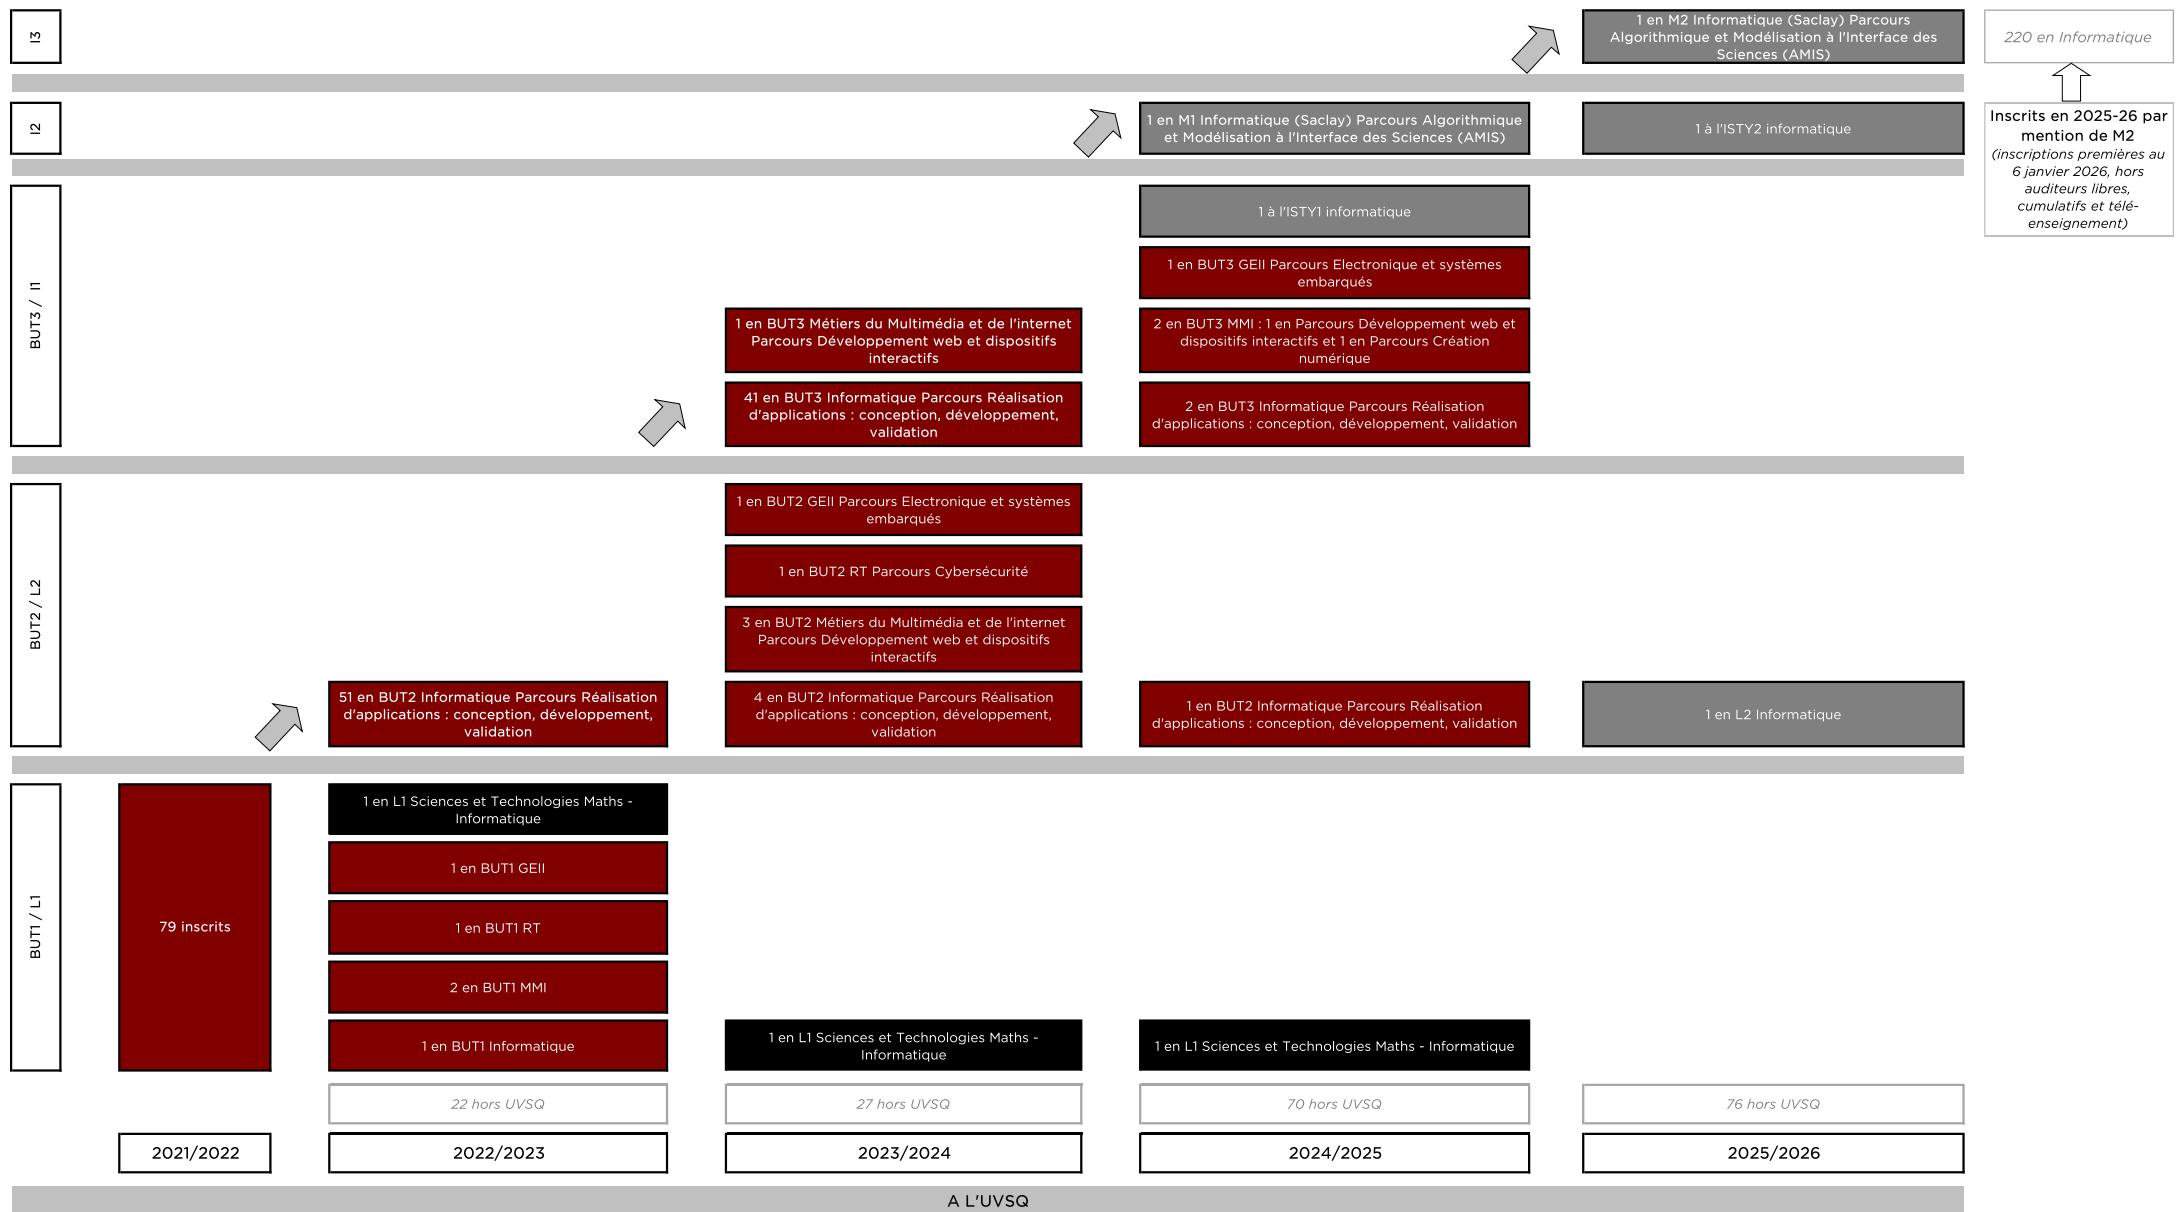 I3
1 en M2 Informatique (Saclay) Parcours
Algorithmique et Modélisation à l'Interface des
Sciences (AMIS)
220 en Informatique
I2
1 en M1 Informatique (Saclay) Parcours Algorithmique
et Modélisation à l'Interface des Sciences (AMIS)
1 à l'ISTY2 informatique
Inscrits en 2025-26 par
mention de M2
(inscriptions premières au
6 janvier 2026, hors
auditeurs libres,
cumulatifs et télé-
enseignement)
BUT3 / I1
1 à l'ISTY1 informatique
1 en BUT3 GEII Parcours Electronique et systèmes
embarqués
1 en BUT3 Métiers du Multimédia et de l'internet
Parcours Développement web et dispositifs
interactifs
2 en BUT3 MMI : 1 en Parcours Développement web et
dispositifs interactifs et 1 en Parcours Création
numérique
41 en BUT3 Informatique Parcours Réalisation
d'applications : conception, développement,
validation
2 en BUT3 Informatique Parcours Réalisation
d'applications : conception, développement, validation
BUT2 / L2
1 en BUT2 GEII Parcours Electronique et systèmes
embarqués
1 en BUT2 RT Parcours Cybersécurité
3 en BUT2 Métiers du Multimédia et de l'internet
Parcours Développement web et dispositifs
interactifs
51 en BUT2 Informatique Parcours Réalisation
d'applications : conception, développement,
validation
4 en BUT2 Informatique Parcours Réalisation
d'applications : conception, développement,
validation
1 en BUT2 Informatique Parcours Réalisation
d'applications : conception, développement, validation
1 en L2 Informatique
BUT1 / L1
79 inscrits
1 en L1 Sciences et Technologies Maths -
Informatique
1 en BUT1 GEII
1 en BUT1 RT
2 en BUT1 MMI
1 en BUT1 Informatique
1 en L1 Sciences et Technologies Maths -
Informatique
1 en L1 Sciences et Technologies Maths - Informatique
22 hors UVSQ
27 hors UVSQ
70 hors UVSQ
76 hors UVSQ
2021/2022
2022/2023
2023/2024
2024/2025
2025/2026
A L'UVSQ